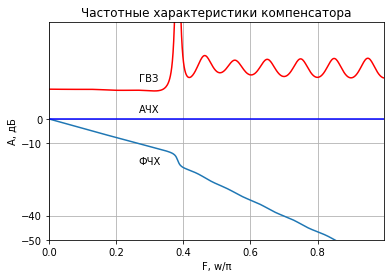 Частотные характеристики компенсатора
ГВЗ
АЧХ
ФЧХ
A, дБ
0
−10
−40
−50
0.0 0.2 0.4 0.6 0.8
F, w/π